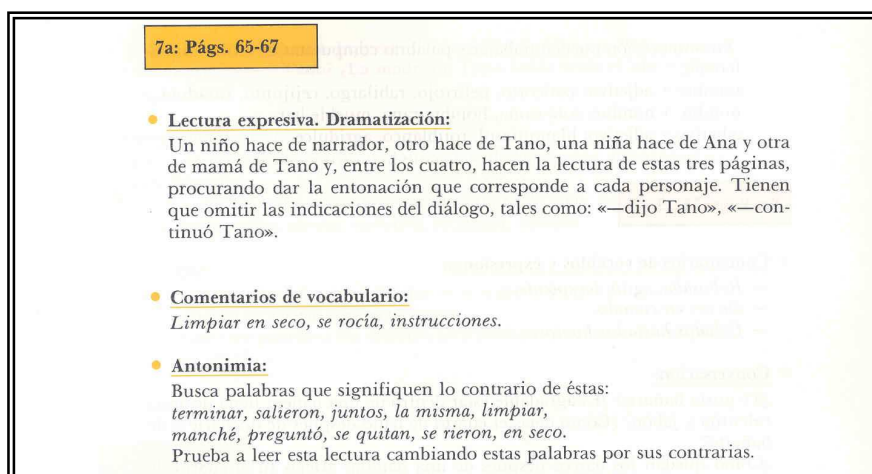 7a: Págs. 65-67
Lectura expresiva. Dramatización:
Un niño hace de narrador, otro hace de Tano, una niña hace de Ana y otra
de mamá de Tano y, entre los cuatro, hacen la lectura de estas tres páginas,
procurando dar la entonación que corresponde a cada personaje. Tienen
que omitir las indicaciones del diálogo, tales como: «—dijo Tano», «—con-
tinuó Tano».
Comentarios de vocabulario:
Limpiar en seco, se rocía, instrucciones.
Antonimia:
Busca palabras que signifiquen lo contrario de éstas:
terminar, salieron, juntos, la misma, limpiar,
manché, preguntó, se quitan, se rieron, en seco.
Prueba a leer esta lectura cambiando estas palabras por sus contrarias.